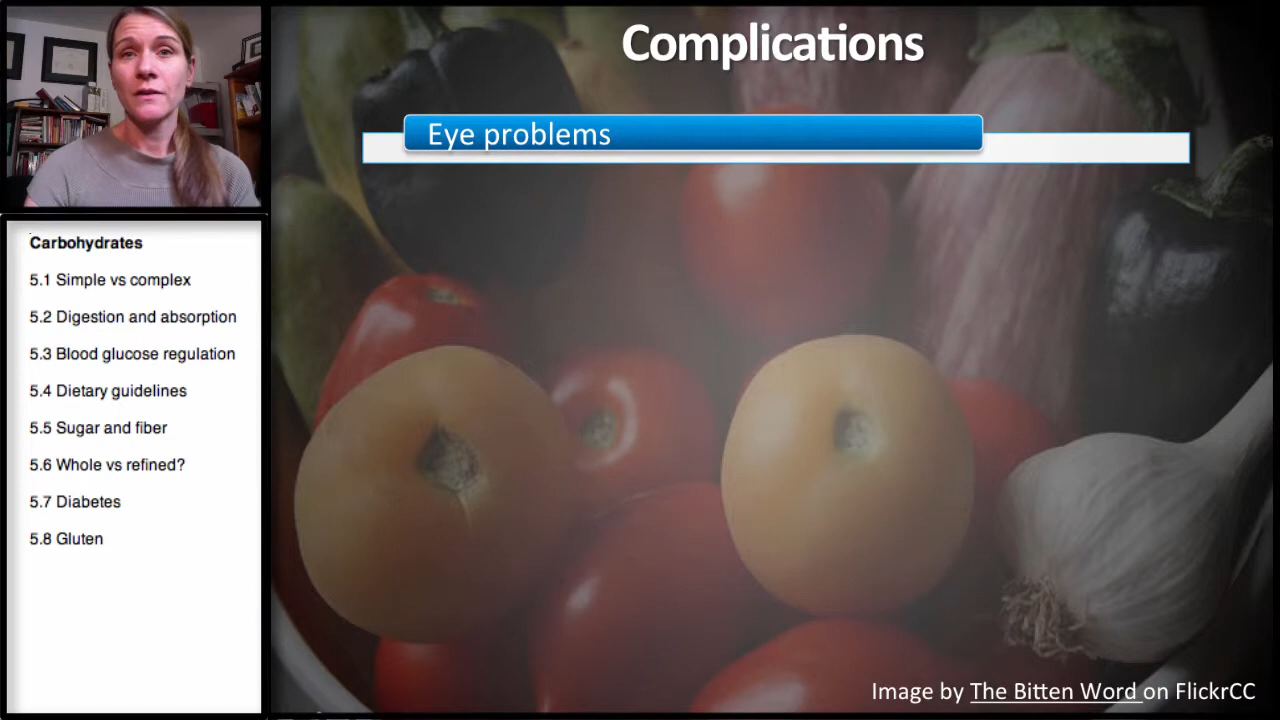 Complications
Eye problems
Carbohydrates
5.1 Simple vs complex
5.2 Digestion and absorption
5.3 Blood glucose regulation
5.4 Dietary guidelines
5.5 Sugar and fiber
5.6 Whole vs refined?
5.7 Diabetes
5.8 Gluten
Image by The Bitten Word on FlickrCC